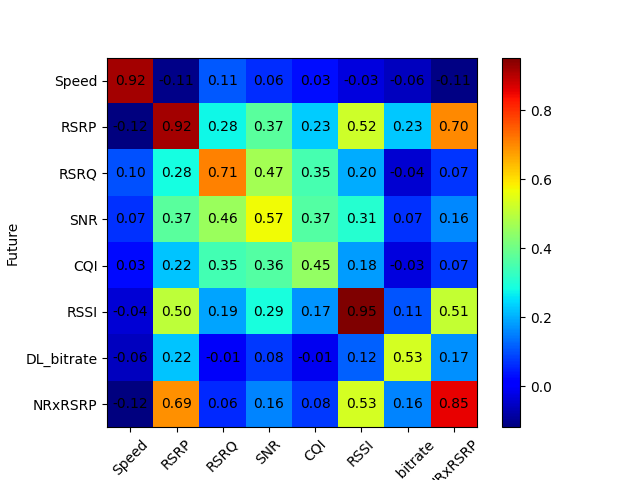 Speed 0.92 -0.11 0.11 0.06 0.03 -0.03 -0.06 -0.11
RSRP -0.12 0.92 0.28 0.37 0.23 0.52 0.23 0.70
RSRQ 0.10 0.28 0.71 0.47 0.35 0.20 -0.04 0.07
SNR 0.07 0.37 0.46 0.57 0.37 0.31 0.07 0.16
CQI 0.03 0.22 0.35 0.36 0.45 0.18 -0.03 0.07
RSSI -0.04 0.50 0.19 0.29 0.17 0.95 0.11 0.51
DL_bitrate -0.06 0.22 -0.01 0.08 -0.01 0.12 0.53 0.17
NRxRSRP -0.12 0.69 0.06 0.16 0.08 0.53 0.16 0.85
Speed RSRP RSRQ SNR CQI RSSI bitrate RxRSRP
Future
0.8
0.6
0.4
0.2
0.0